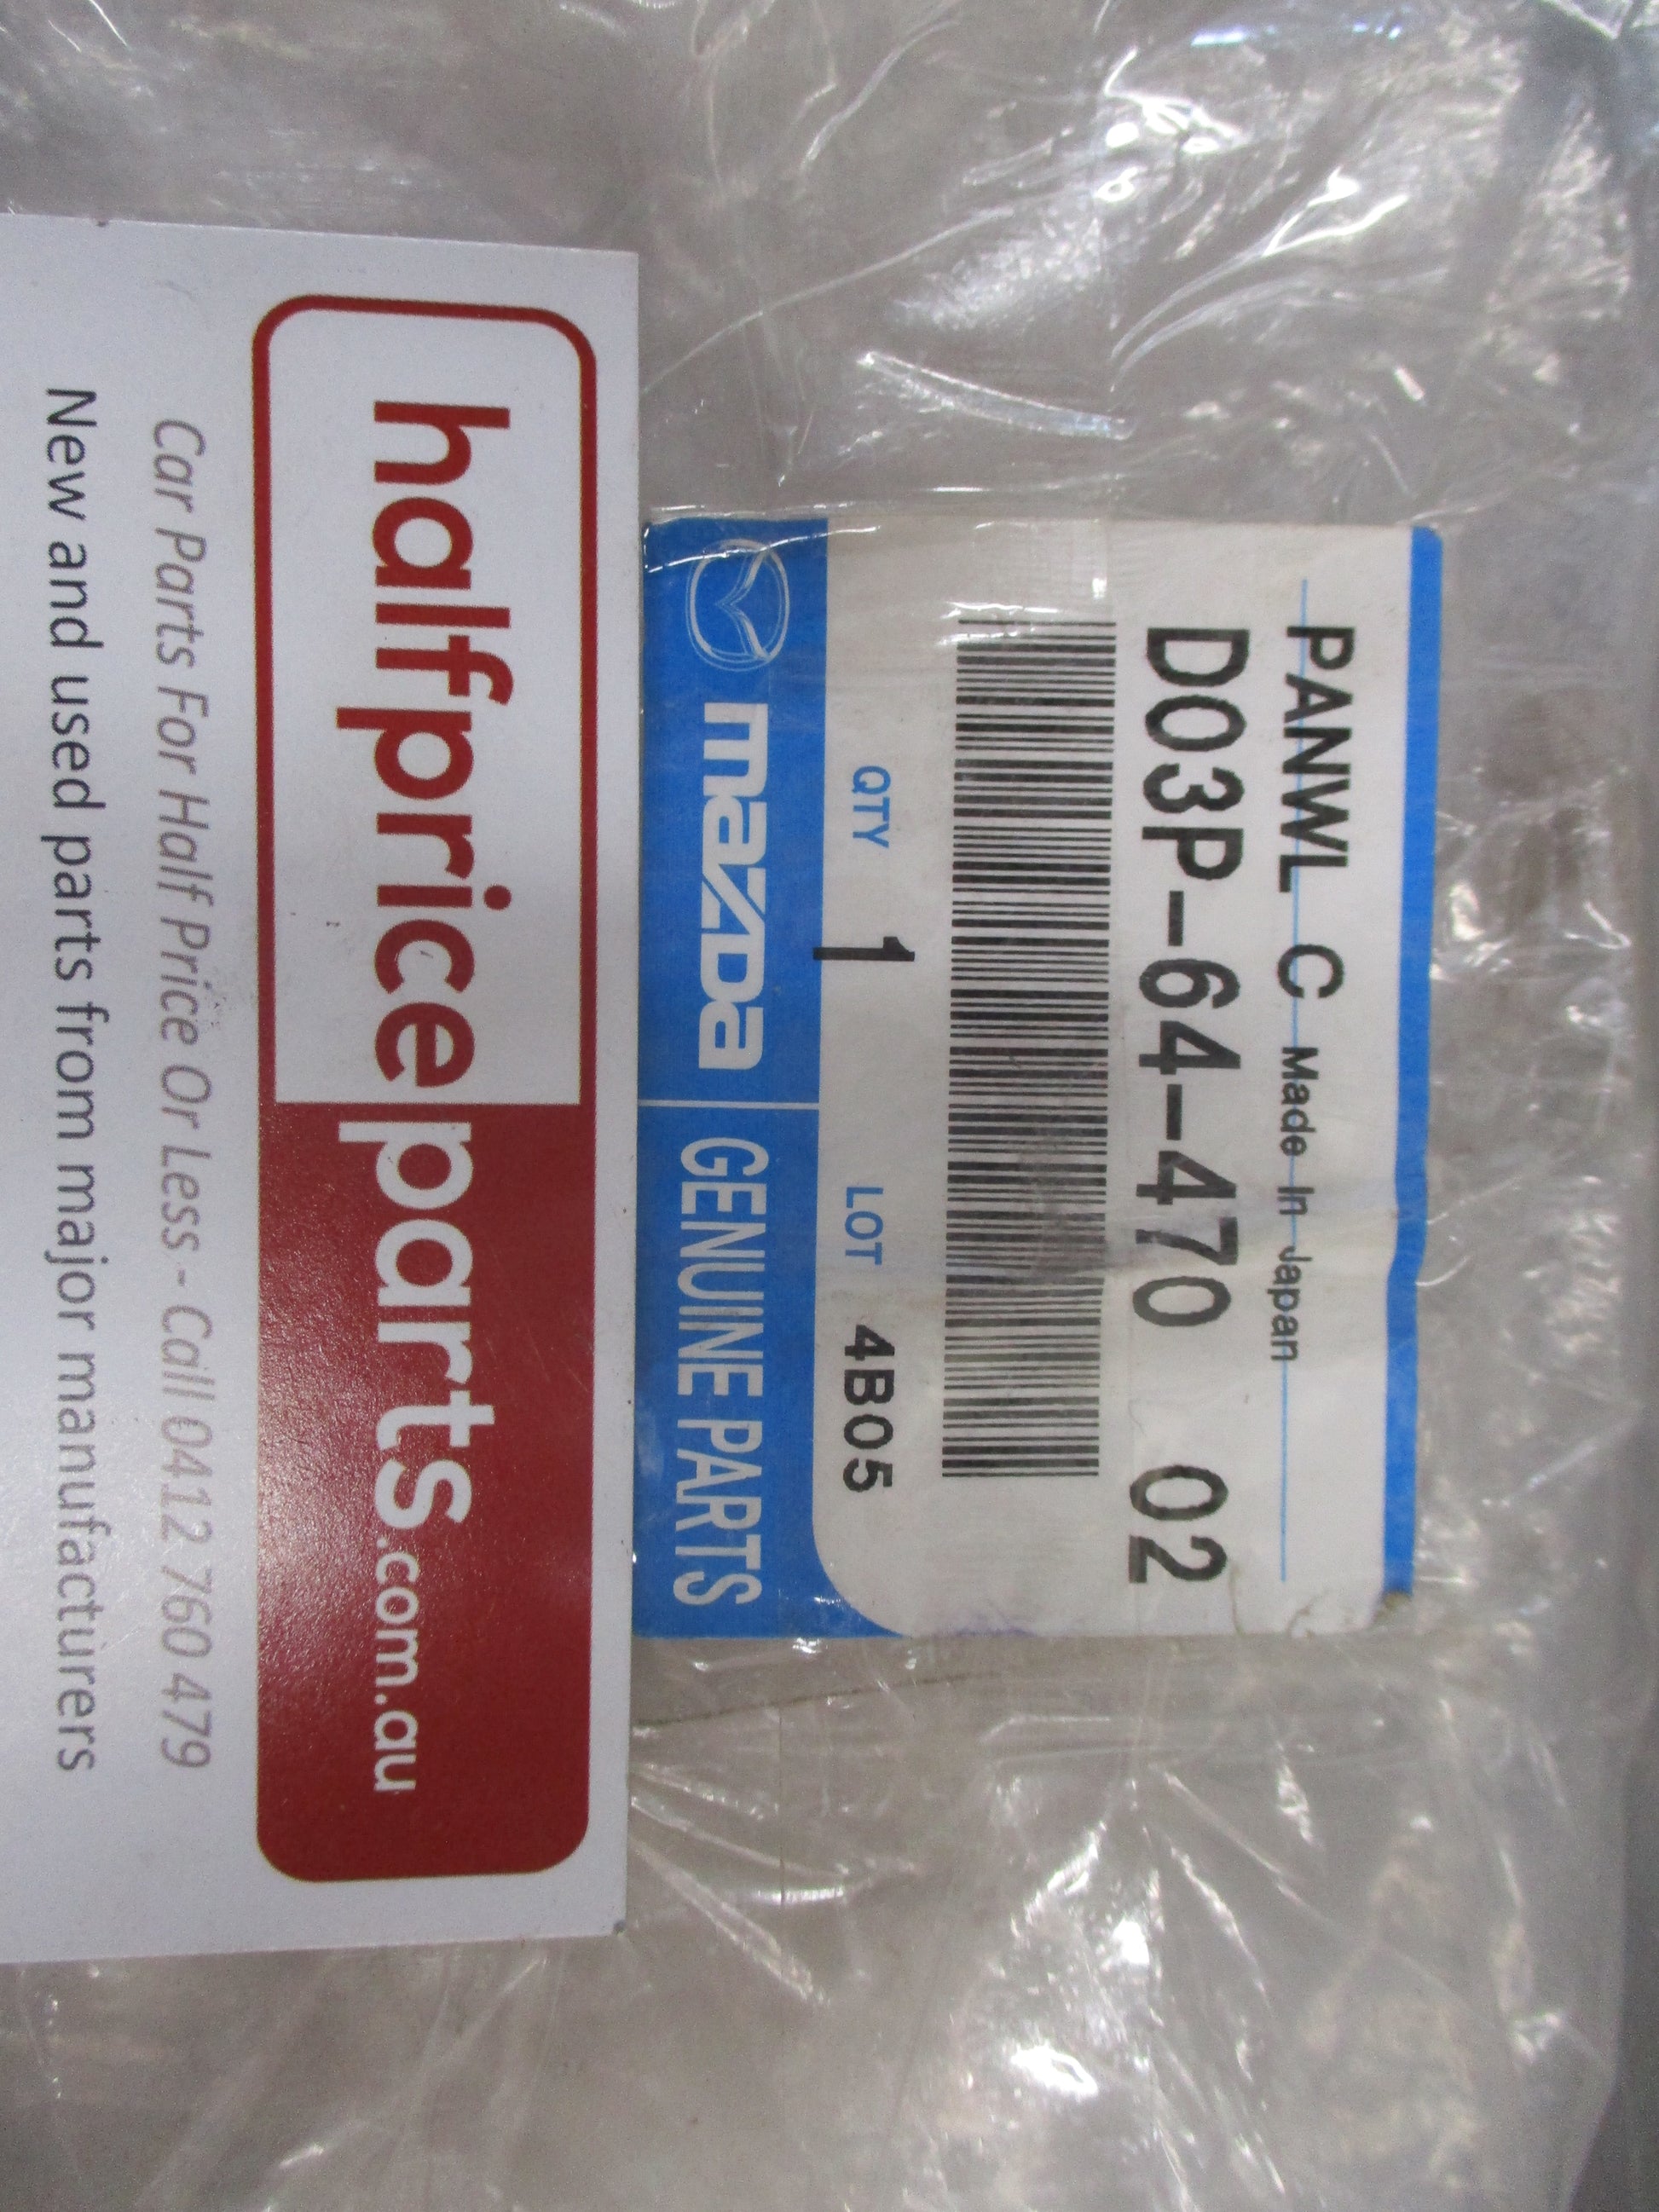 PANWL C Made In Japan
D03P-64-470 02
QTY 1 LOT 4B05
mazda GENUINE PARTS
halfpriceparts.com.au
Car Parts For Half Price Or Less - Call 0412 760 479
New and used parts from major manufacturers